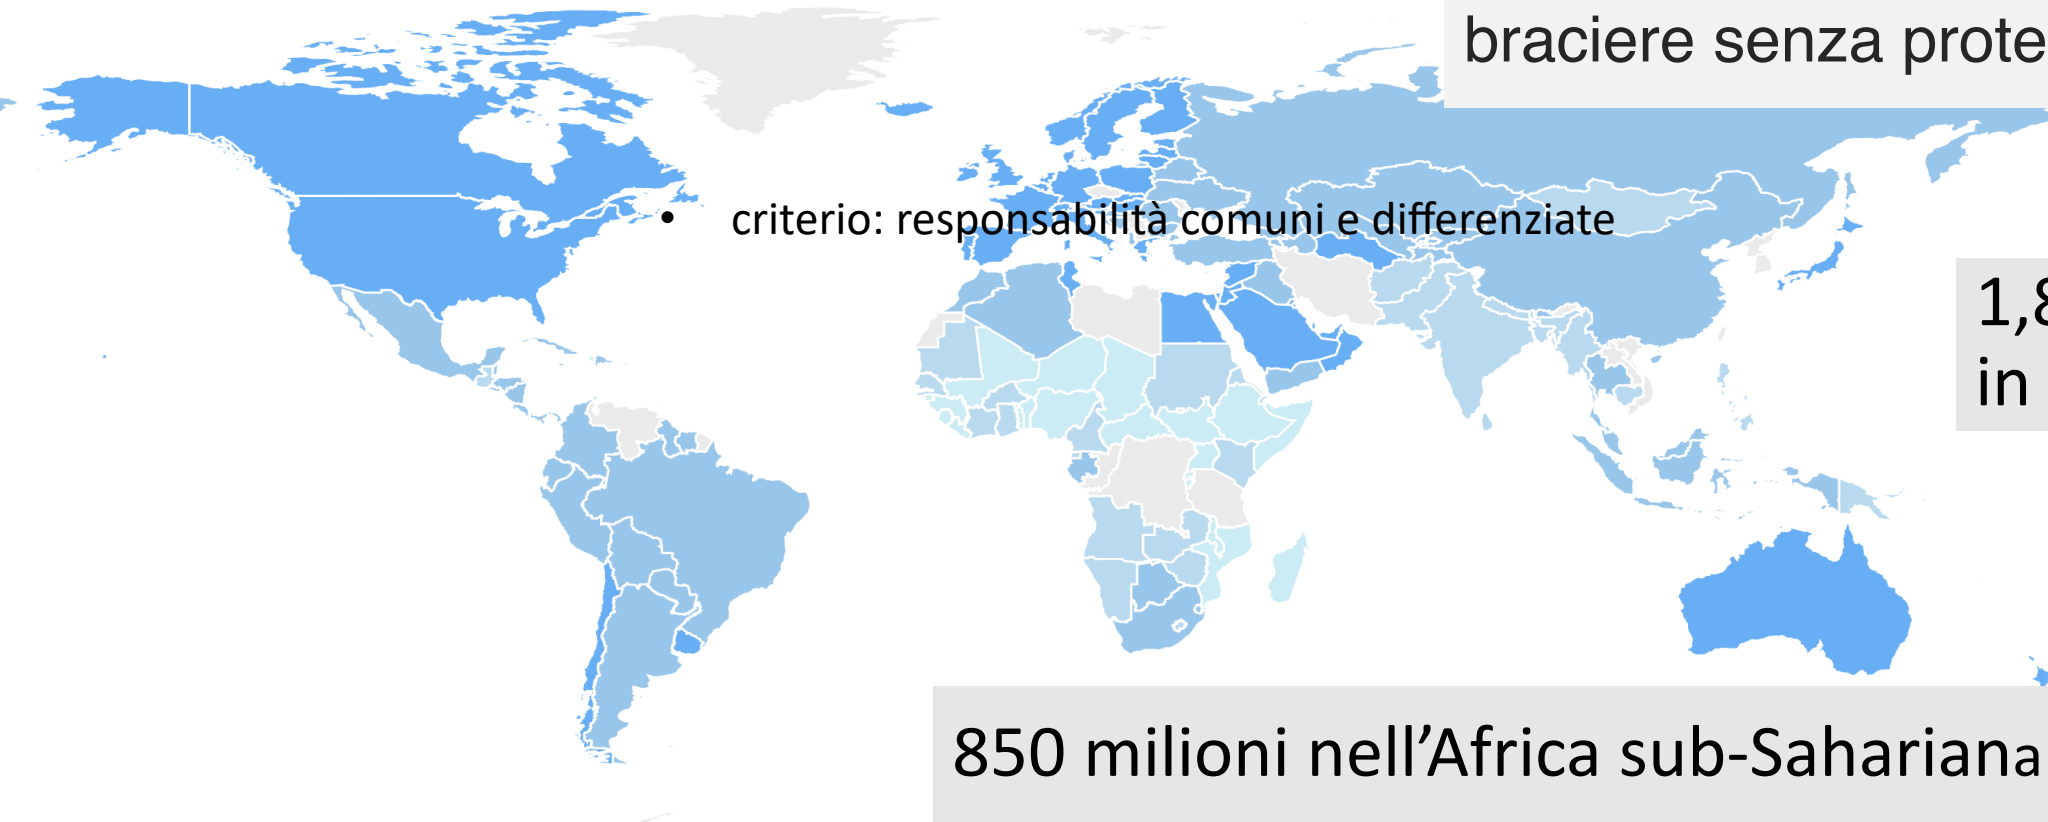 braciere senza prote
• criterio: responsabilità comuni e differenziate
1,8
in
850 milioni nell’Africa sub-Sahariana